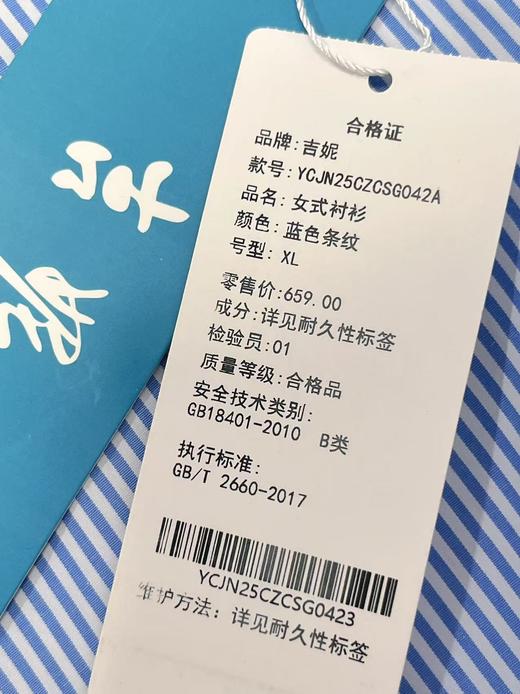 合格证
品牌:吉妮
款号: YCJN25CZCSG042A
品名: 女式衬衫
颜色: 蓝色条纹
号型: XL
零售价:659.00
成分:详见耐久性标签
检验员:01
质量等级:合格品
安全技术类别:
GB18401-2010 B类
执行标准:
GB/T 2660-2017
YCJN25CZCSG0423
维护方法: 详见耐久性标签